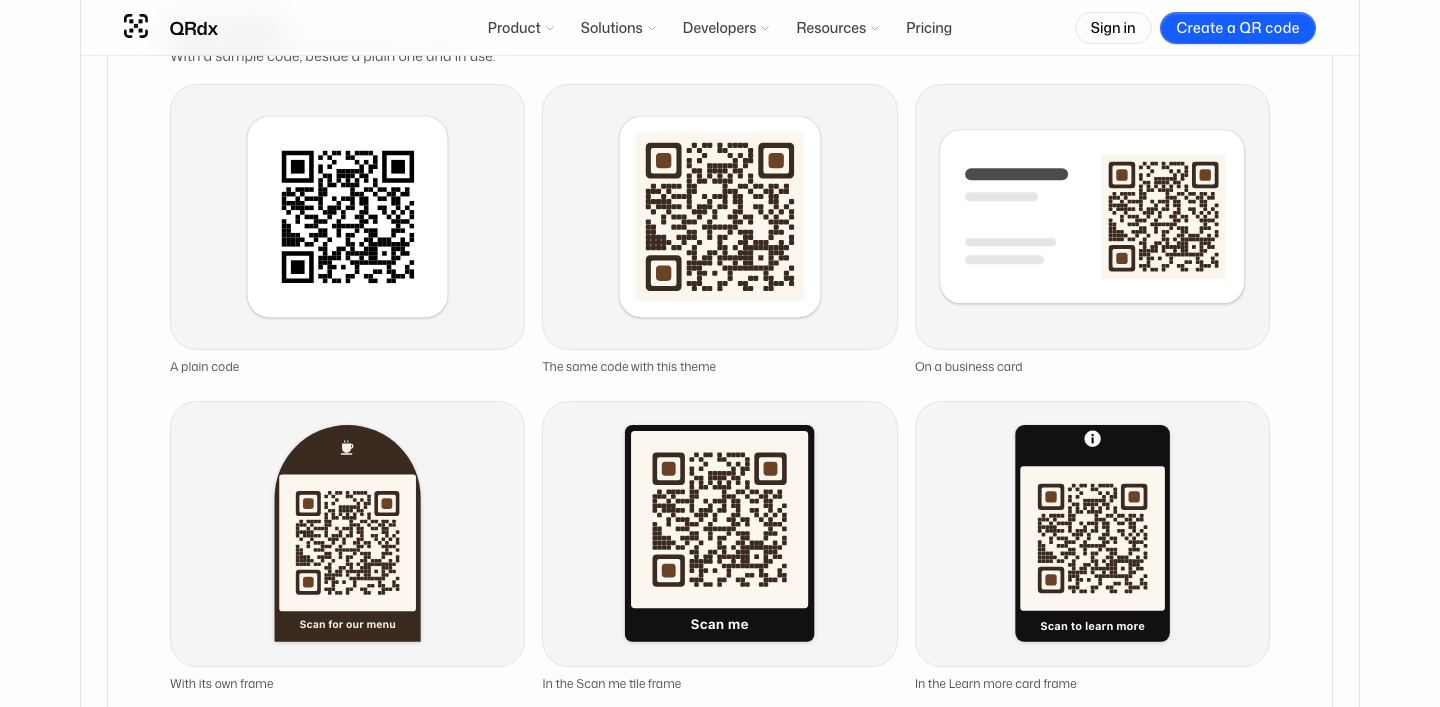 QRdx
Product
Solutions
Developers
Resources
Pricing
Sign in
Create a QR code
With a sample code, beside a plain one and in use.
A plain code
The same code with this theme
On a business card
Scan for our menu
Scan me
Scan to learn more
With its own frame
In the Scan me tile frame
In the Learn more card frame